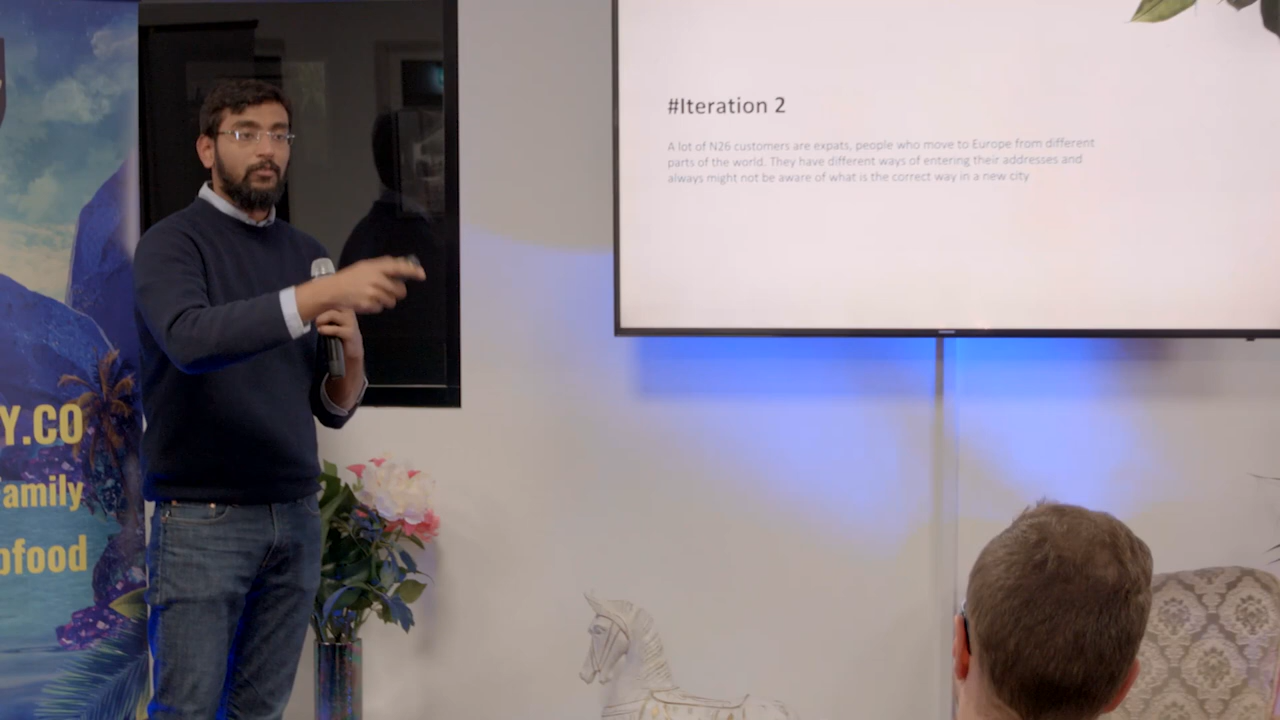 #Iteration 2
A lot of N26 customers are expats, people who move to Europe from different
parts of the world. They have different ways of entering their addresses and
always might not be aware of what is the correct way in a new city
Y.CO
amily
pfood